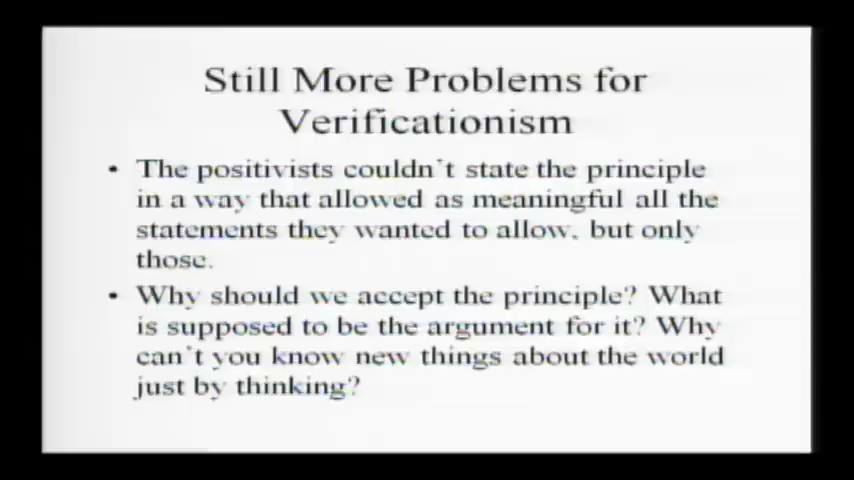 Still More Problems for
Verificationism
• The positivists couldn't state the principle
in a way that allowed as meaningful all the
statements they wanted to allow, but only
those.
• Why should we accept the principle? What
is supposed to be the argument for it? Why
can't you know new things about the world
just by thinking?